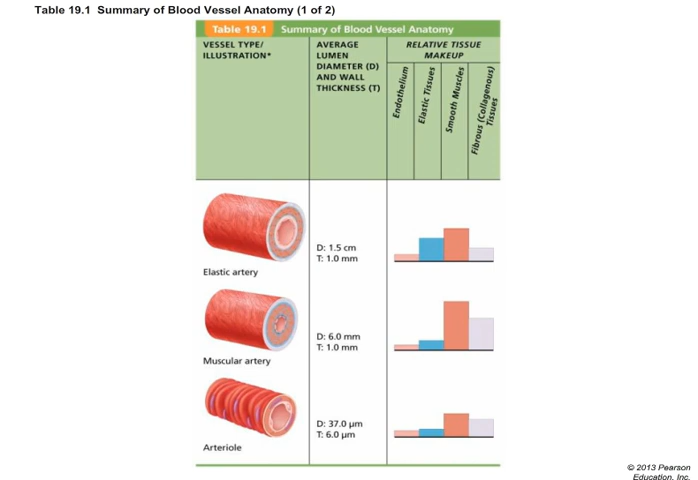 Table 19.1 Summary of Blood Vessel Anatomy (1 of 2)
Table 19.1 Summary of Blood Vessel Anatomy
VESSEL TYPE/
ILLUSTRATION*
AVERAGE
LUMEN
DIAMETER (D)
AND WALL
THICKNESS (T)
RELATIVE TISSUE
MAKEUP
Endothelium
Elastic Tissues
Smooth Muscles
Fibrous (Collagenous)
Tissues
D: 1.5 cm
T: 1.0 mm
Elastic artery
D: 6.0 mm
T: 1.0 mm
Muscular artery
D: 37.0 µm
T: 6.0 µm
Arteriole
© 2013 Pearson
Education, Inc.